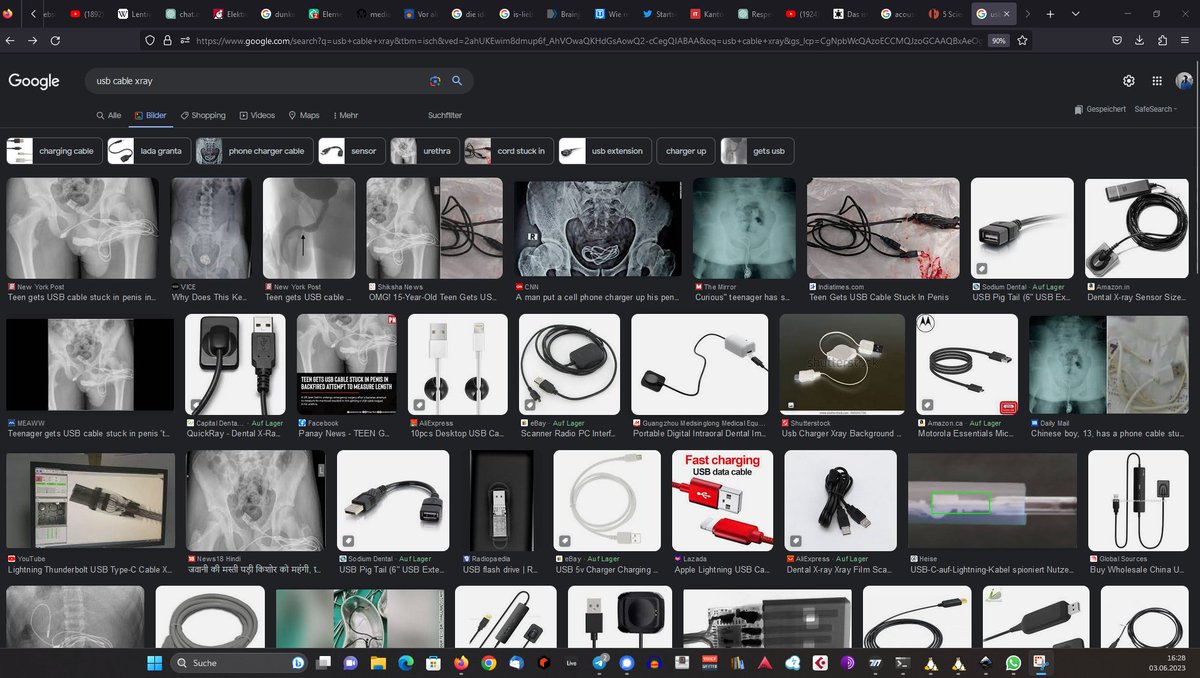 ebs
(1892)
Lenti
chat.a
Elektr
dunke
Eleme
medi
Vor al
die id
is-lieb
Brainj
Wie m
Starts
Kanto
Respe
(1924)
Das is
acous
5 Scie
https://www.google.com/search?q=usb+cable+xray&tbm=isch&ved=2ahUKEwim8dmup6f_AhVOwaQKHdGsAowQ2-cCegQIABAA&oq=usb+cable+xray&gs_lcp=CgNpbWcQAzoECCMQJzoGCAAQBxAeO
90%
Google
usb cable xray
Alle
Bilder
Shopping
Videos
Maps
Mehr
Suchfilter
Gespeichert
SafeSearch
charging cable
lada granta
phone charger cable
sensor
urethra
cord stuck in
usb extension
charger up
gets usb
New York Post
Teen gets USB cable stuck in penis in...
VICE
Why Does This Ke...
New York Post
Teen gets USB cable ...
Shiksha News
OMG! 15-Year-Old Teen Gets US...
CNN
A man put a cell phone charger up his pen...
The Mirror
Curious" teenager has s...
Indiatimes.com
Teen Gets USB Cable Stuck In Penis
Sodium Dental · Auf Lager
USB Pig Tail (6" USB Ex...
Amazon.in
Dental X-ray Sensor Size...
TEEN GETS USB CABLE STUCK IN PENIS IN
BACKFIRED ATTEMPT TO MEASURE LENGTH
shutterstock
MEAWW
Teenager gets USB cable stuck in penis 't...
Capital Denta... · Auf Lager
QuickRay - Dental X-Ra...
Facebook
Panay News - TEEN G...
AliExpress
10pcs Desktop USB Ca...
eBay · Auf Lager
Scanner Radio PC Interf...
Guangzhou Medsinglong Medical Equ...
Portable Digital Intraoral Dental Im...
Shutterstock
Usb Charger Xray Background ...
Amazon.ca · Auf Lager
Motorola Essentials Mic...
Daily Mail
Chinese boy, 13, has a phone cable stu...
Fast charging
USB data cable
YouTube
Lightning Thunderbolt USB Type-C Cable X...
News18 Hindi
जवानी की मस्ती पड़ी किशोर को महंगी, प्र...
Sodium Dental · Auf Lager
USB Pig Tail (6" USB Exte...
Radiopaedia
USB flash drive | R...
eBay · Auf Lager
USB 5v Charger Charging ...
Lazada
Apple Lightning USB Ca...
AliExpress · Auf Lager
Dental X-ray Xray Film Sca...
Heise
USB-C-auf-Lightning-Kabel spioniert Nutze...
Global Sources
Buy Wholesale China U...
Suche
Live
16:28
03.06.2023